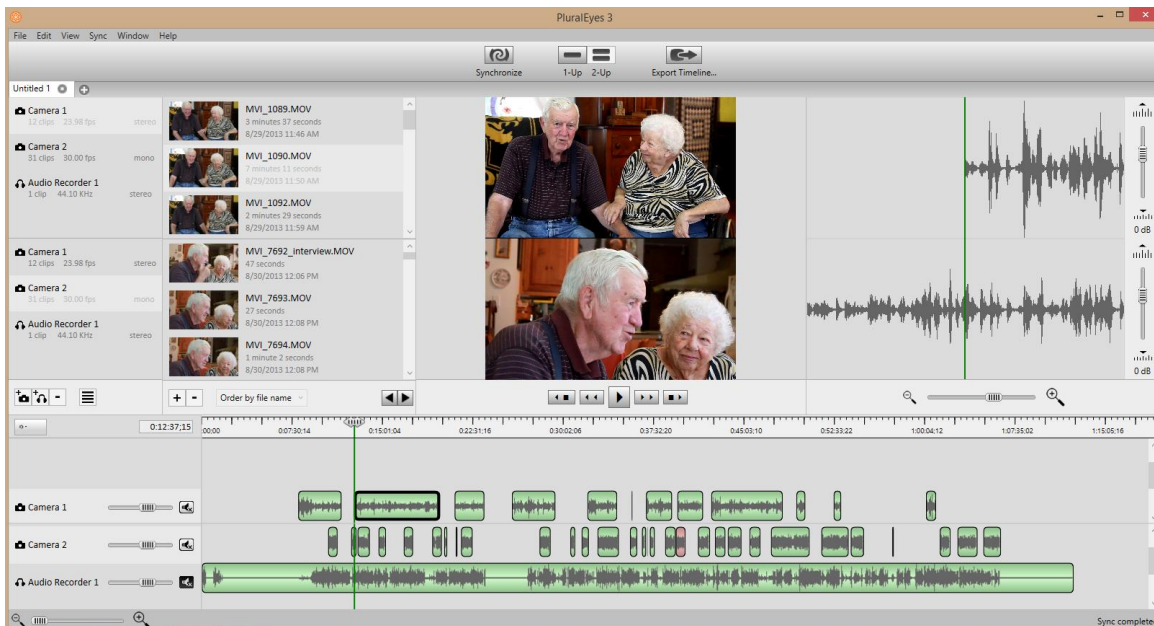 PluralEyes 3
File Edit View Sync Window Help
Synchronize 1-Up 2-Up Export Timeline...
Untitled 1
Camera 1
12 clips 23.98 fps stereo
Camera 2
31 clips 30.00 fps mono
Audio Recorder 1
1 clip 44.10 KHz stereo
MVI_1089.MOV
3 minutes 37 seconds
8/29/2013 11:46 AM
MVI_1090.MOV
7 minutes 11 seconds
8/29/2013 11:50 AM
MVI_1092.MOV
2 minutes 29 seconds
8/29/2013 11:59 AM
0 dB
Camera 1
12 clips 23.98 fps stereo
Camera 2
31 clips 30.00 fps mono
Audio Recorder 1
1 clip 44.10 KHz stereo
MVI_7692_interview.MOV
47 seconds
8/30/2013 12:06 PM
MVI_7693.MOV
27 seconds
8/30/2013 12:08 PM
MVI_7694.MOV
1 minute 2 seconds
8/30/2013 12:08 PM
0 dB
Order by file name
0:12:37;15 :00;00 0:07:30;14 0:15:01;04 0:22:31;16 0:30:02;06 0:37:32;20 0:45:03;10 0:52:33;22 1:00:04;12 1:07:35;02 1:15:05;16
Camera 1
Camera 2
Audio Recorder 1
Sync completed